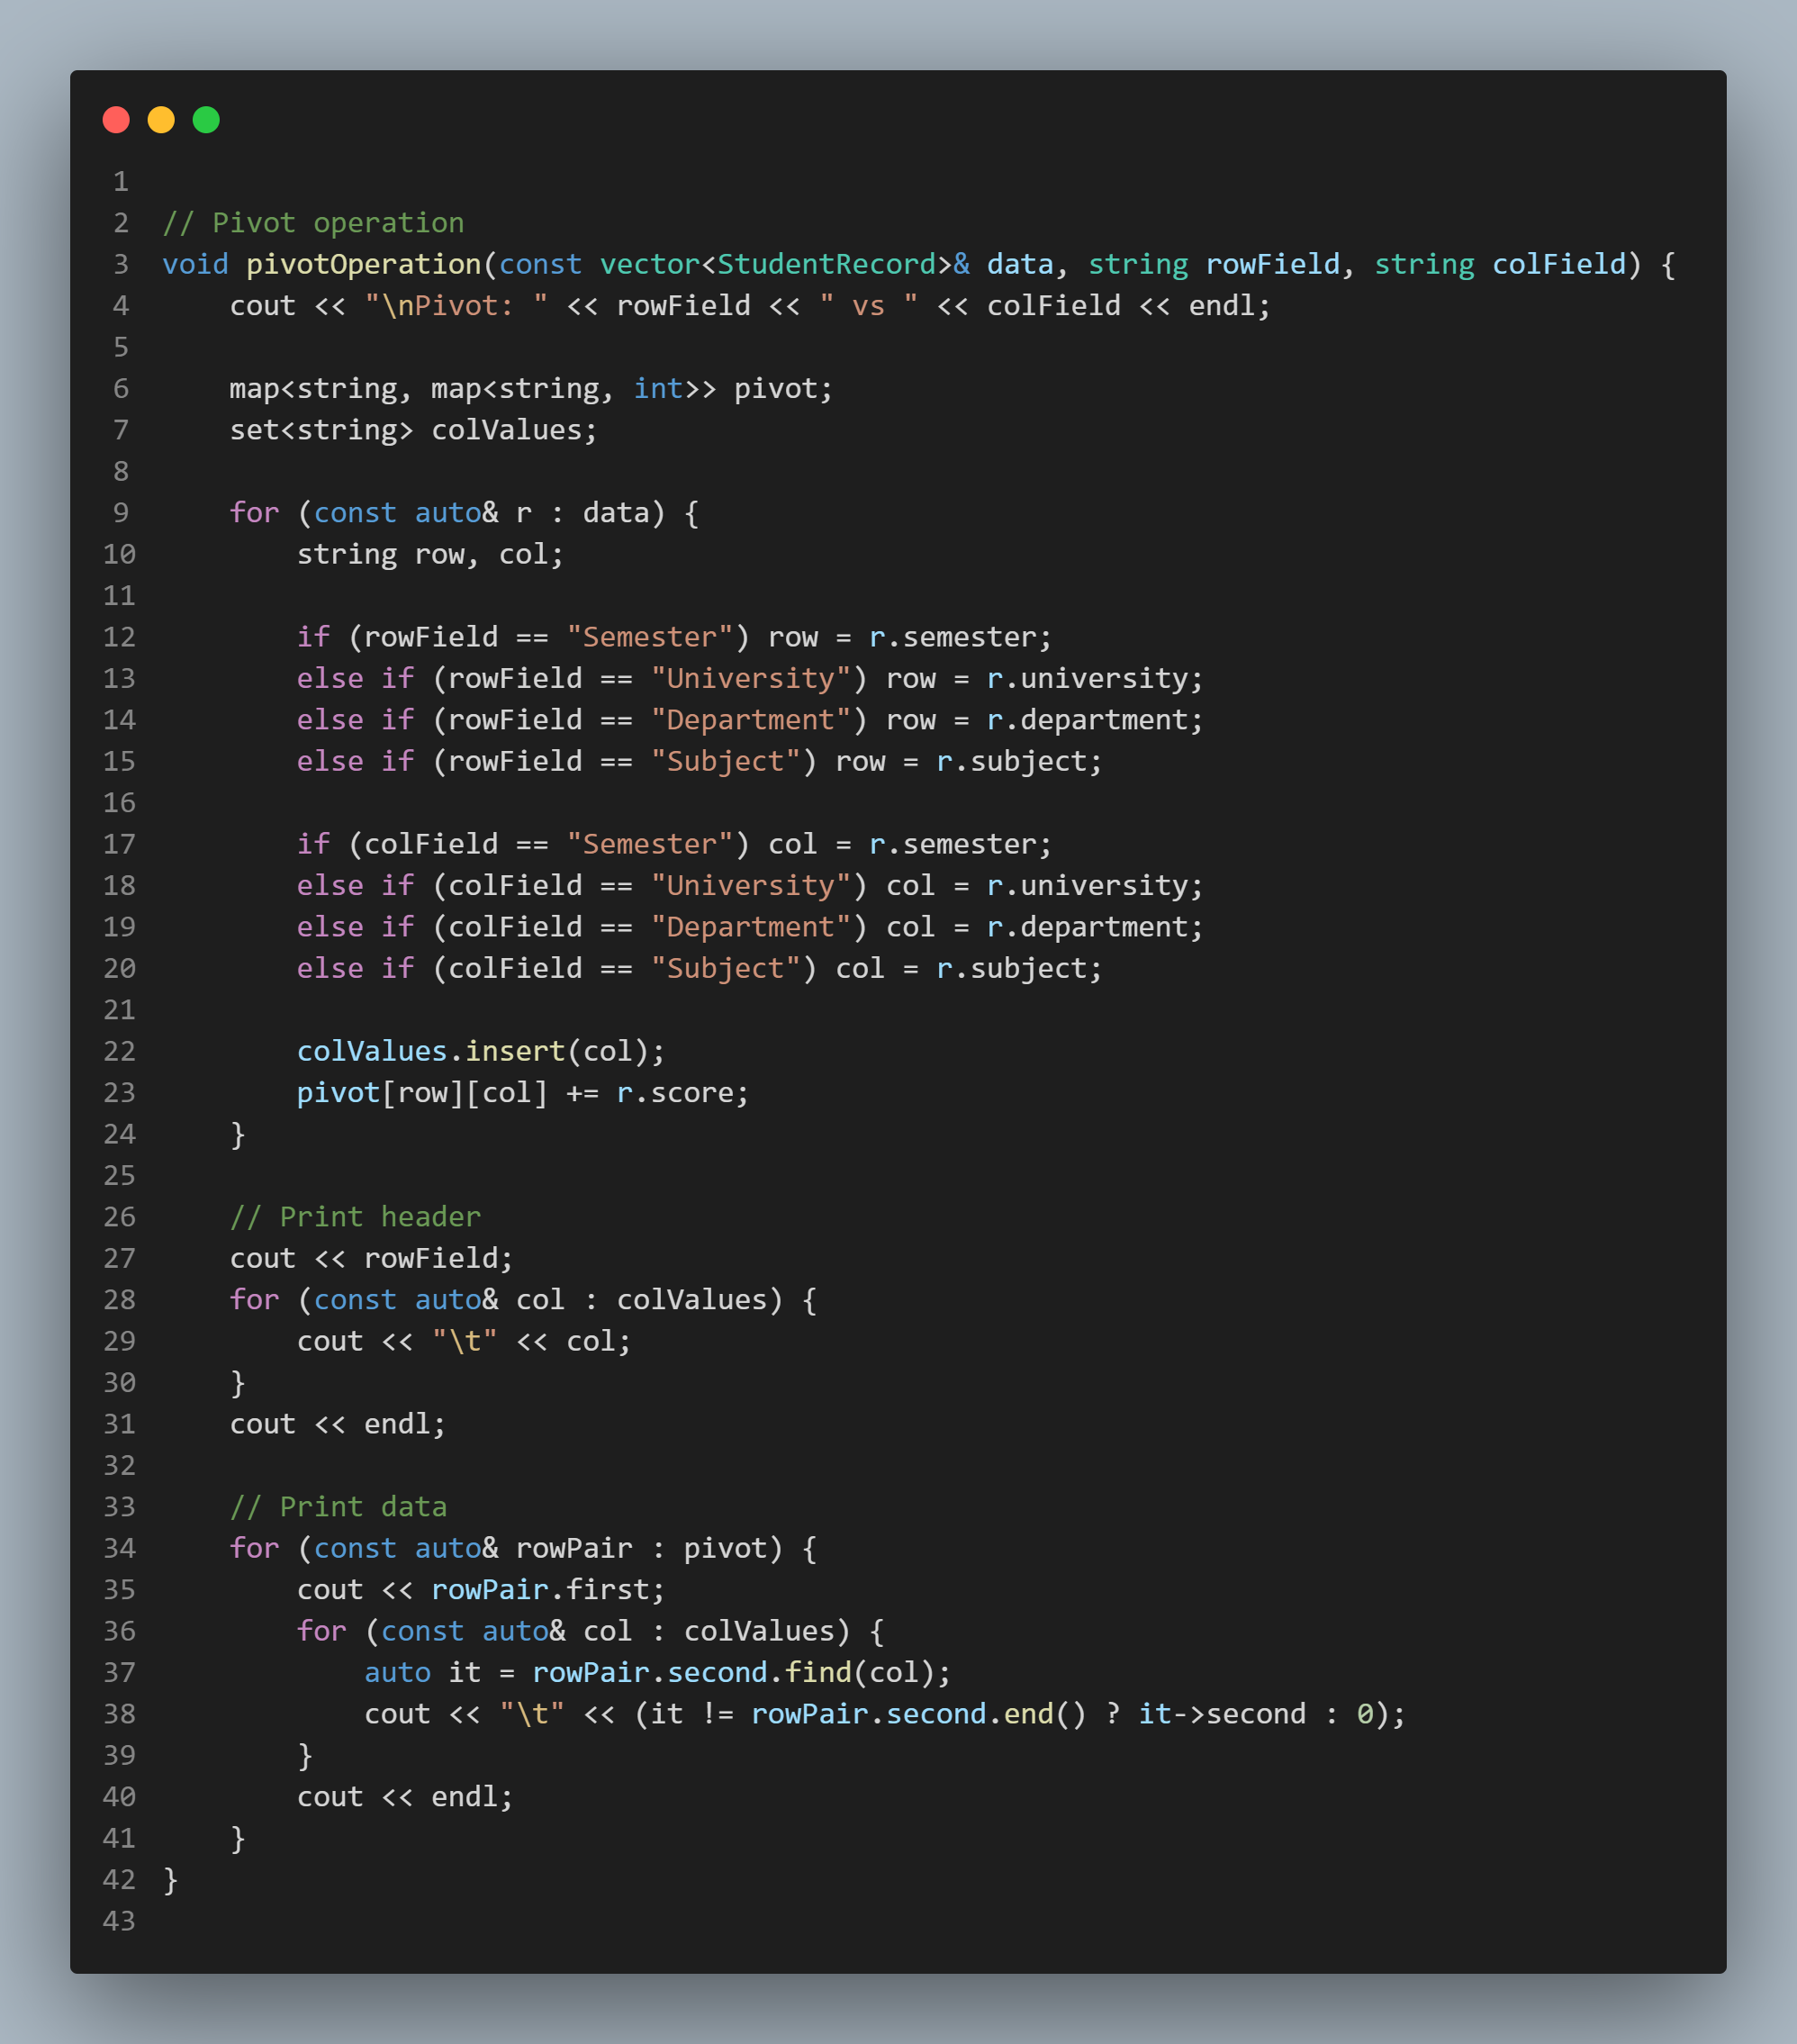 1
2 // Pivot operation
3 void pivotOperation(const vector<StudentRecord>& data, string rowField, string colField) {
4     cout << "\nPivot: " << rowField << " vs " << colField << endl;
5
6     map<string, map<string, int>> pivot;
7     set<string> colValues;
8
9     for (const auto& r : data) {
10         string row, col;
11
12         if (rowField == "Semester") row = r.semester;
13         else if (rowField == "University") row = r.university;
14         else if (rowField == "Department") row = r.department;
15         else if (rowField == "Subject") row = r.subject;
16
17         if (colField == "Semester") col = r.semester;
18         else if (colField == "University") col = r.university;
19         else if (colField == "Department") col = r.department;
20         else if (colField == "Subject") col = r.subject;
21
22         colValues.insert(col);
23         pivot[row][col] += r.score;
24     }
25
26     // Print header
27     cout << rowField;
28     for (const auto& col : colValues) {
29         cout << "\t" << col;
30     }
31     cout << endl;
32
33     // Print data
34     for (const auto& rowPair : pivot) {
35         cout << rowPair.first;
36         for (const auto& col : colValues) {
37             auto it = rowPair.second.find(col);
38             cout << "\t" << (it != rowPair.second.end() ? it->second : 0);
39         }
40         cout << endl;
41     }
42 }
43